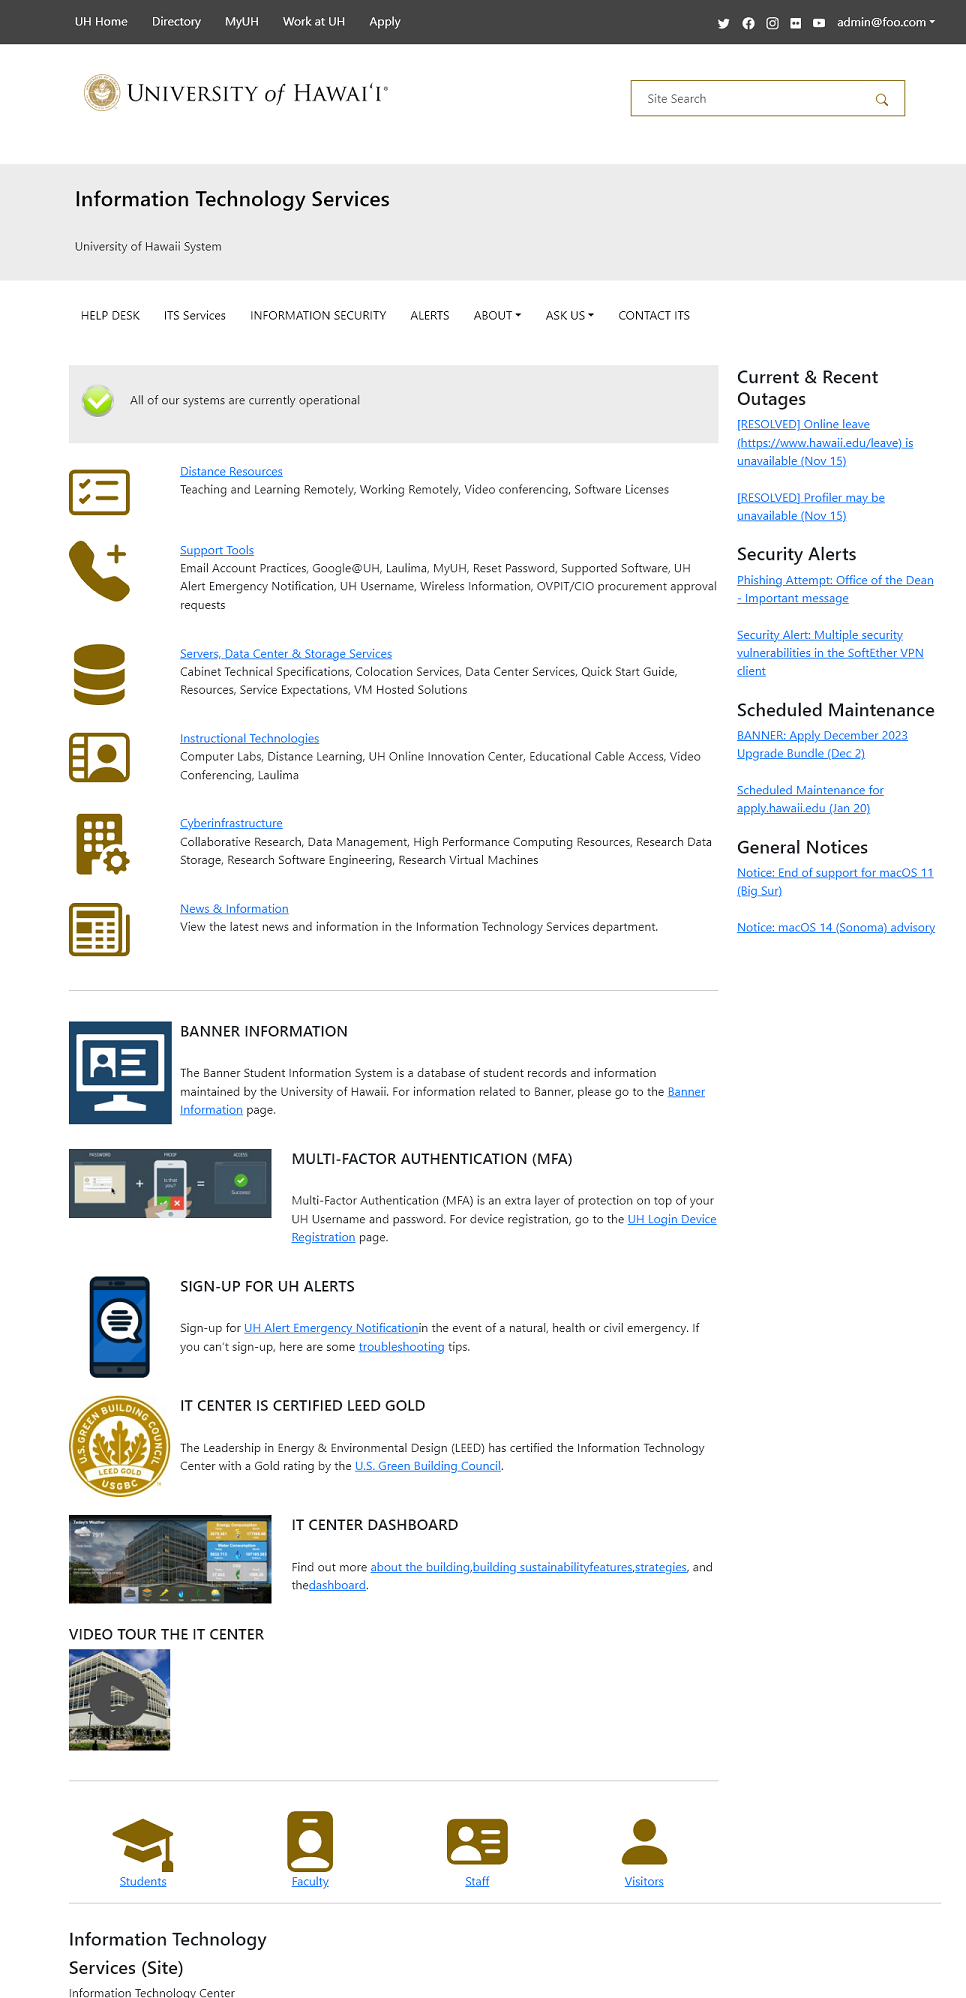 UH Home Directory MyUH Work at UH Apply admin@foo.com
UNIVERSITY of HAWAIʻI®
Site Search
Information Technology Services
University of Hawaii System
HELP DESK ITS Services INFORMATION SECURITY ALERTS ABOUT ASK US CONTACT ITS
All of our systems are currently operational
Distance Resources
Teaching and Learning Remotely, Working Remotely, Video conferencing, Software Licenses
Support Tools
Email Account Practices, Google@UH, Laulima, MyUH, Reset Password, Supported Software, UH
Alert Emergency Notification, UH Username, Wireless Information, OVPIT/CIO procurement approval
requests
Servers, Data Center & Storage Services
Cabinet Technical Specifications, Colocation Services, Data Center Services, Quick Start Guide,
Resources, Service Expectations, VM Hosted Solutions
Instructional Technologies
Computer Labs, Distance Learning, UH Online Innovation Center, Educational Cable Access, Video
Conferencing, Laulima
Cyberinfrastructure
Collaborative Research, Data Management, High Performance Computing Resources, Research Data
Storage, Research Software Engineering, Research Virtual Machines
News & Information
View the latest news and information in the Information Technology Services department.
Current & Recent
Outages
[RESOLVED] Online leave
(https://www.hawaii.edu/leave) is
unavailable (Nov 15)
[RESOLVED] Profiler may be
unavailable (Nov 15)
Security Alerts
Phishing Attempt: Office of the Dean
- Important message
Security Alert: Multiple security
vulnerabilities in the SoftEther VPN
client
Scheduled Maintenance
BANNER: Apply December 2023
Upgrade Bundle (Dec 2)
Scheduled Maintenance for
apply.hawaii.edu (Jan 20)
General Notices
Notice: End of support for macOS 11
(Big Sur)
Notice: macOS 14 (Sonoma) advisory
BANNER INFORMATION
The Banner Student Information System is a database of student records and information
maintained by the University of Hawaii. For information related to Banner, please go to the Banner
Information page.
PASSWORD PROOF ACCESS
Is that
you?
Success!
MULTI-FACTOR AUTHENTICATION (MFA)
Multi-Factor Authentication (MFA) is an extra layer of protection on top of your
UH Username and password. For device registration, go to the UH Login Device
Registration page.
SIGN-UP FOR UH ALERTS
Sign-up for UH Alert Emergency Notificationin the event of a natural, health or civil emergency. If
you can't sign-up, here are some troubleshooting tips.
U.S. GREEN BUILDING COUNCIL
LEED GOLD
USGBC
IT CENTER IS CERTIFIED LEED GOLD
The Leadership in Energy & Environmental Design (LEED) has certified the Information Technology
Center with a Gold rating by the U.S. Green Building Council.
Today's Weather
Energy Consumption
Water Consumption
IT CENTER DASHBOARD
Find out more about the building,building sustainabilityfeatures,strategies, and
thedashboard.
VIDEO TOUR THE IT CENTER
Students Faculty Staff Visitors
Information Technology
Services (Site)
Information Technology Center